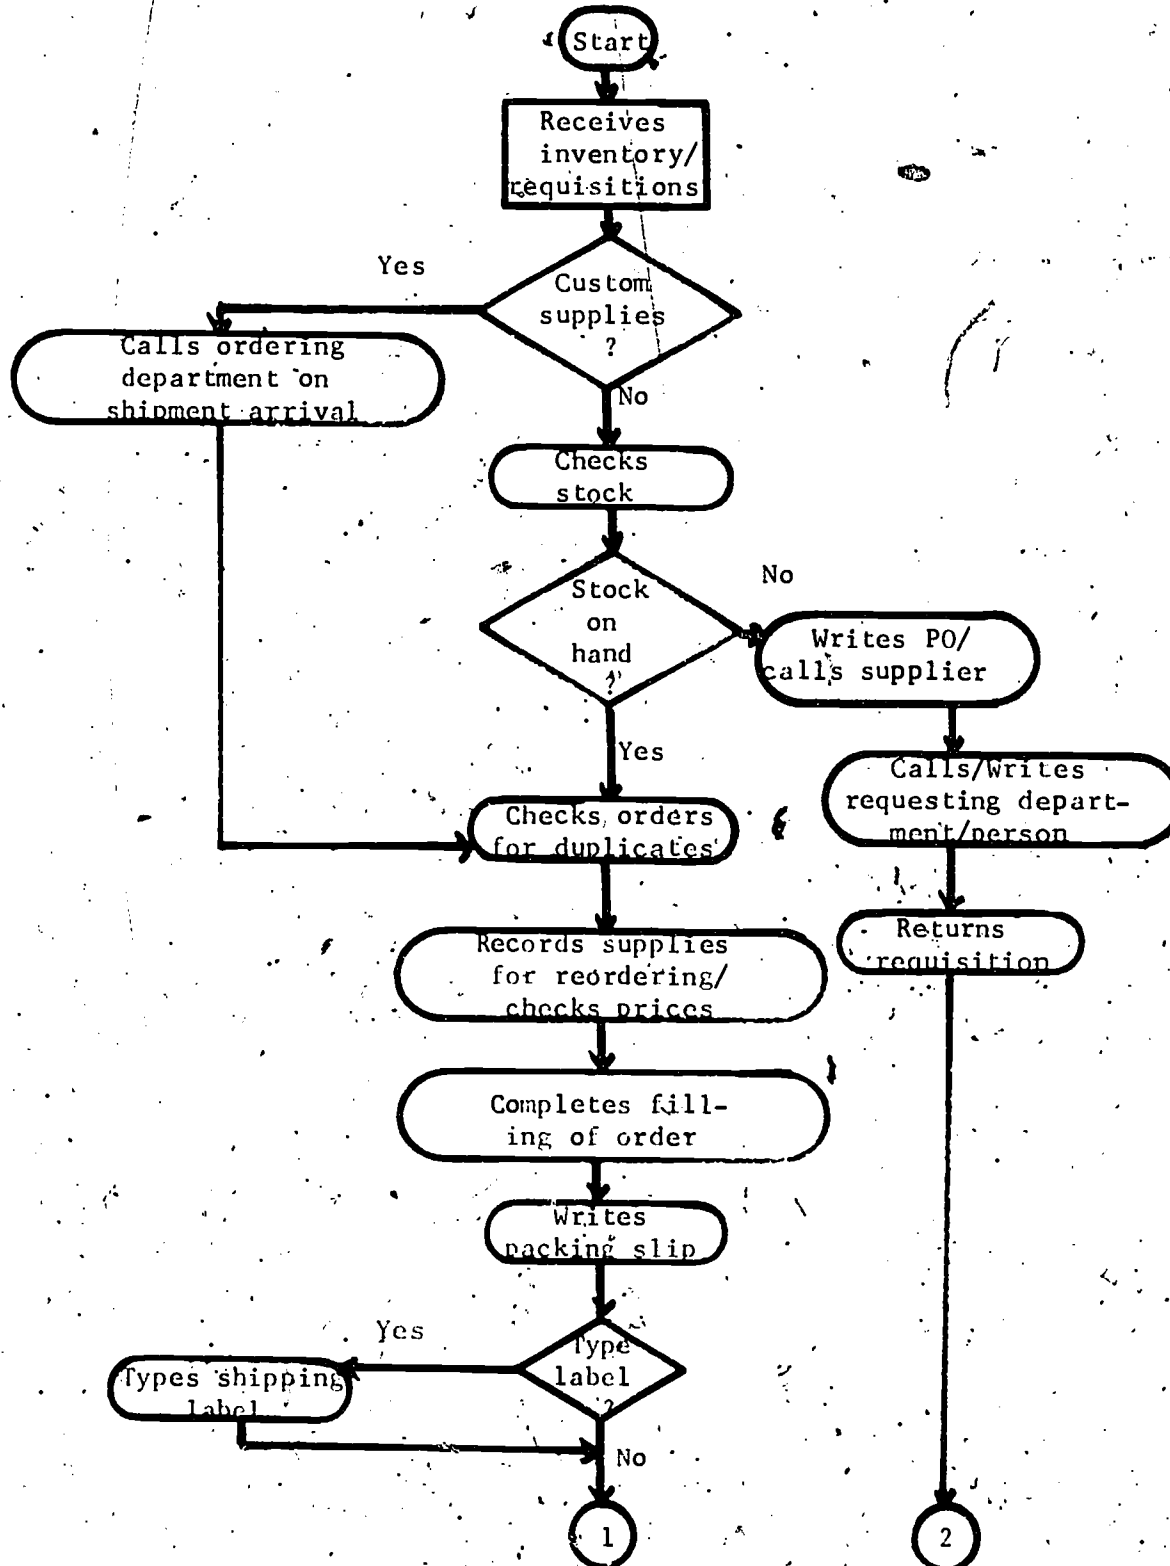 Start
Receives
inventory/
requisitions
Yes
Custom
supplies
?
Calls ordering
department on
shipment arrival
No
Checks
stock
Stock
on
hand
?
No
Writes PO/
calls supplier
Yes
Calls/Writes
requesting depart-
ment/person
Checks orders
for duplicates
Returns
requisition
Records supplies
for reordering/
checks prices
Completes fill-
ing of order
Writes
packing slip
Yes
Type
label
?
Types shipping
label
No
1
2